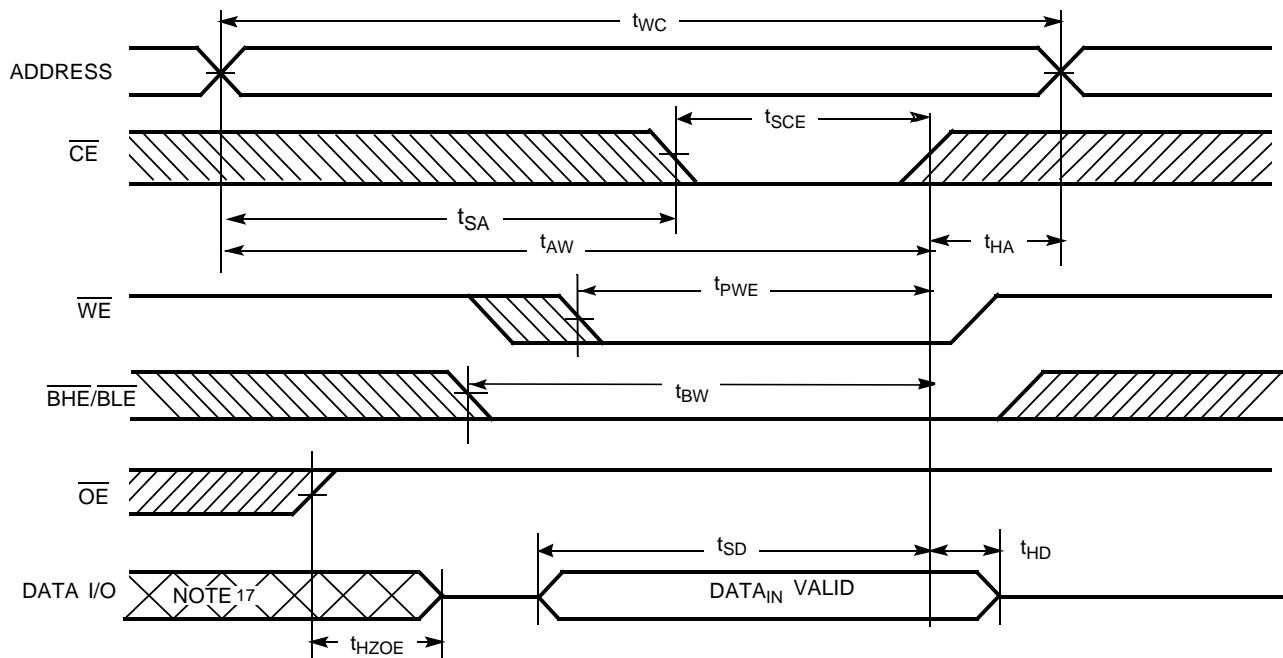 tWC
ADDRESS
tSCE
CE
tSA
tAW
tHA
tPWE
WE
BHE/BLE
tBW
OE
tSD
tHD
DATA I/O
NOTE 17
DATAIN VALID
tHZOE